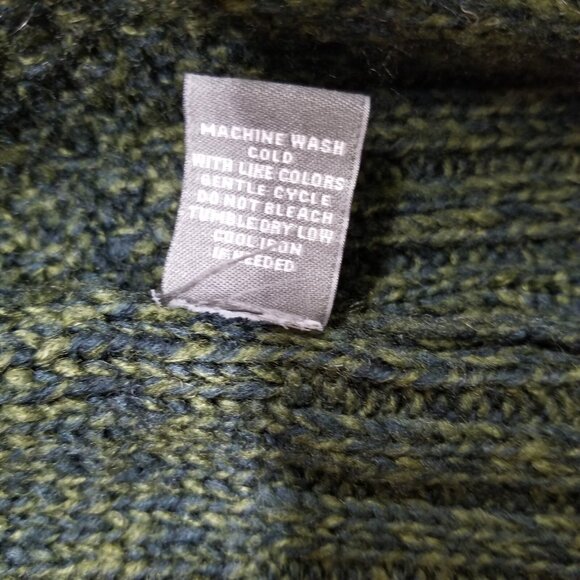 MACHINE WASH
COLD
WITH LIKE COLORS
GENTLE CYCLE
DO NOT BLEACH
TUMBLE DRY LOW
COOL IRON
IF NEEDED